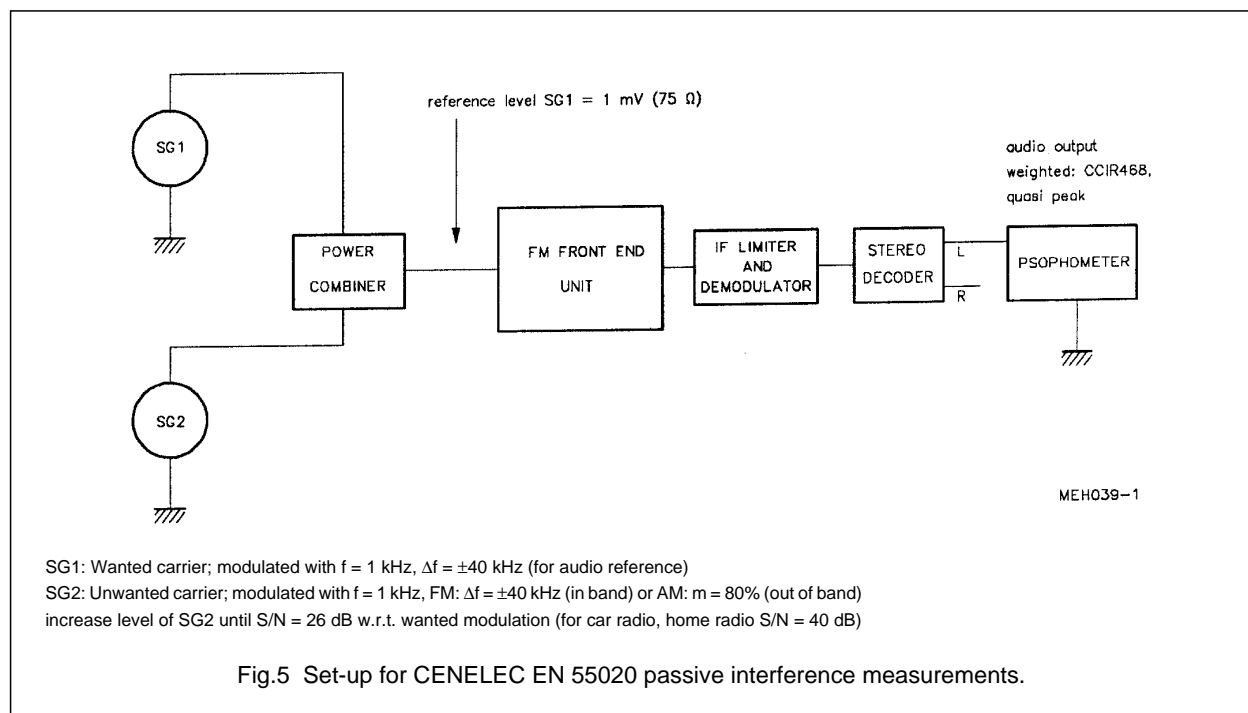 reference level SG1 = 1 mV (75 Ω)
SG1
audio output
weighted: CCIR468,
quasi peak
POWER
COMBINER
FM FRONT END
UNIT
IF LIMITER
AND
DEMODULATOR
STEREO
DECODER
L
R
PSOPHOMETER
SG2
MEH039-1
SG1: Wanted carrier; modulated with f = 1 kHz, Δf = ±40 kHz (for audio reference)
SG2: Unwanted carrier; modulated with f = 1 kHz, FM: Δf = ±40 kHz (in band) or AM: m = 80% (out of band)
increase level of SG2 until S/N = 26 dB w.r.t. wanted modulation (for car radio, home radio S/N = 40 dB)
Fig.5 Set-up for CENELEC EN 55020 passive interference measurements.